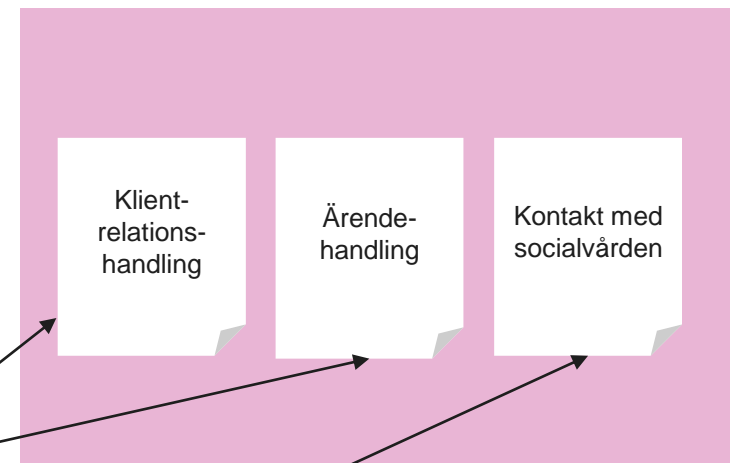 Klient-
relations-
handling
Ärende-
handling
Kontakt med
socialvården